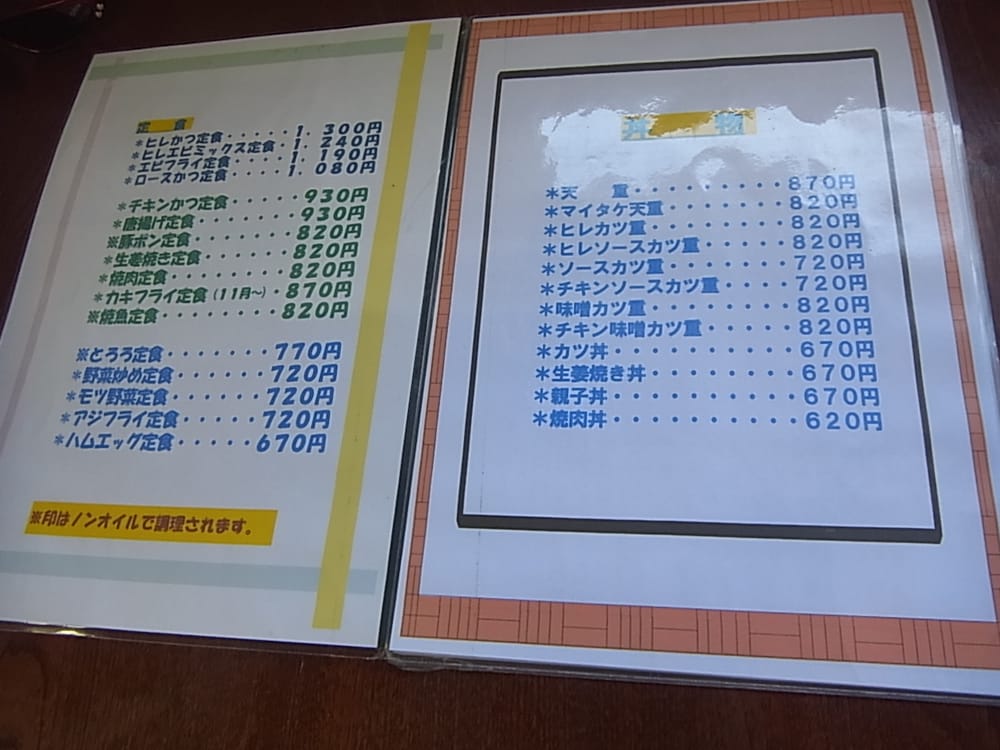 定 食
＊ヒレかつ定食・・・・・1．300円
＊ヒレエビミックス定食・1．240円
＊エビフライ定食・・・・1．190円
＊ロースかつ定食・・・・1．080円
＊チキンかつ定食・・・・930円
＊唐揚げ定食・・・・・・930円
※豚ポン定食・・・・・・820円
＊生姜焼き定食・・・・・820円
＊焼肉定食・・・・・・・820円
＊カキフライ定食（11月～）・870円
※焼魚定食・・・・・・・・820円
※とろろ定食・・・・・・・770円
＊野菜炒め定食・・・・・・720円
＊モツ野菜定食・・・・・・720円
＊アジフライ定食・・・・・720円
＊ハムエッグ定食・・・・・670円
※印はノンオイルで調理されます。
丼 物
＊天 重・・・・・・・・・870円
＊マイタケ天重・・・・・・820円
＊ヒレカツ重・・・・・・・820円
＊ヒレソースカツ重・・・・820円
＊ソースカツ重・・・・・・720円
＊チキンソースカツ重・・・720円
＊味噌カツ重・・・・・・・820円
＊チキン味噌カツ重・・・・820円
＊カツ丼・・・・・・・・・670円
＊生姜焼き丼・・・・・・・670円
＊親子丼・・・・・・・・・670円
＊焼肉丼・・・・・・・・・620円